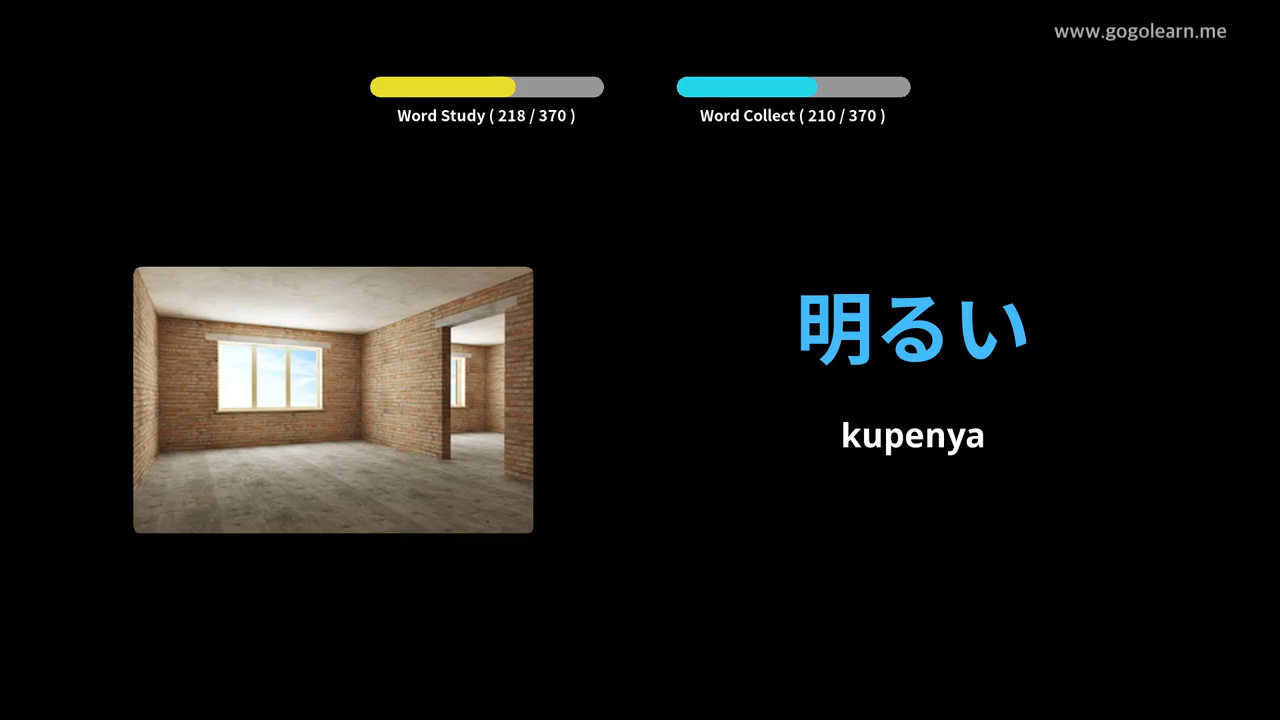 www.gogolearn.me
Word Study ( 218 / 370 )
Word Collect ( 210 / 370 )
明るい
kupenya